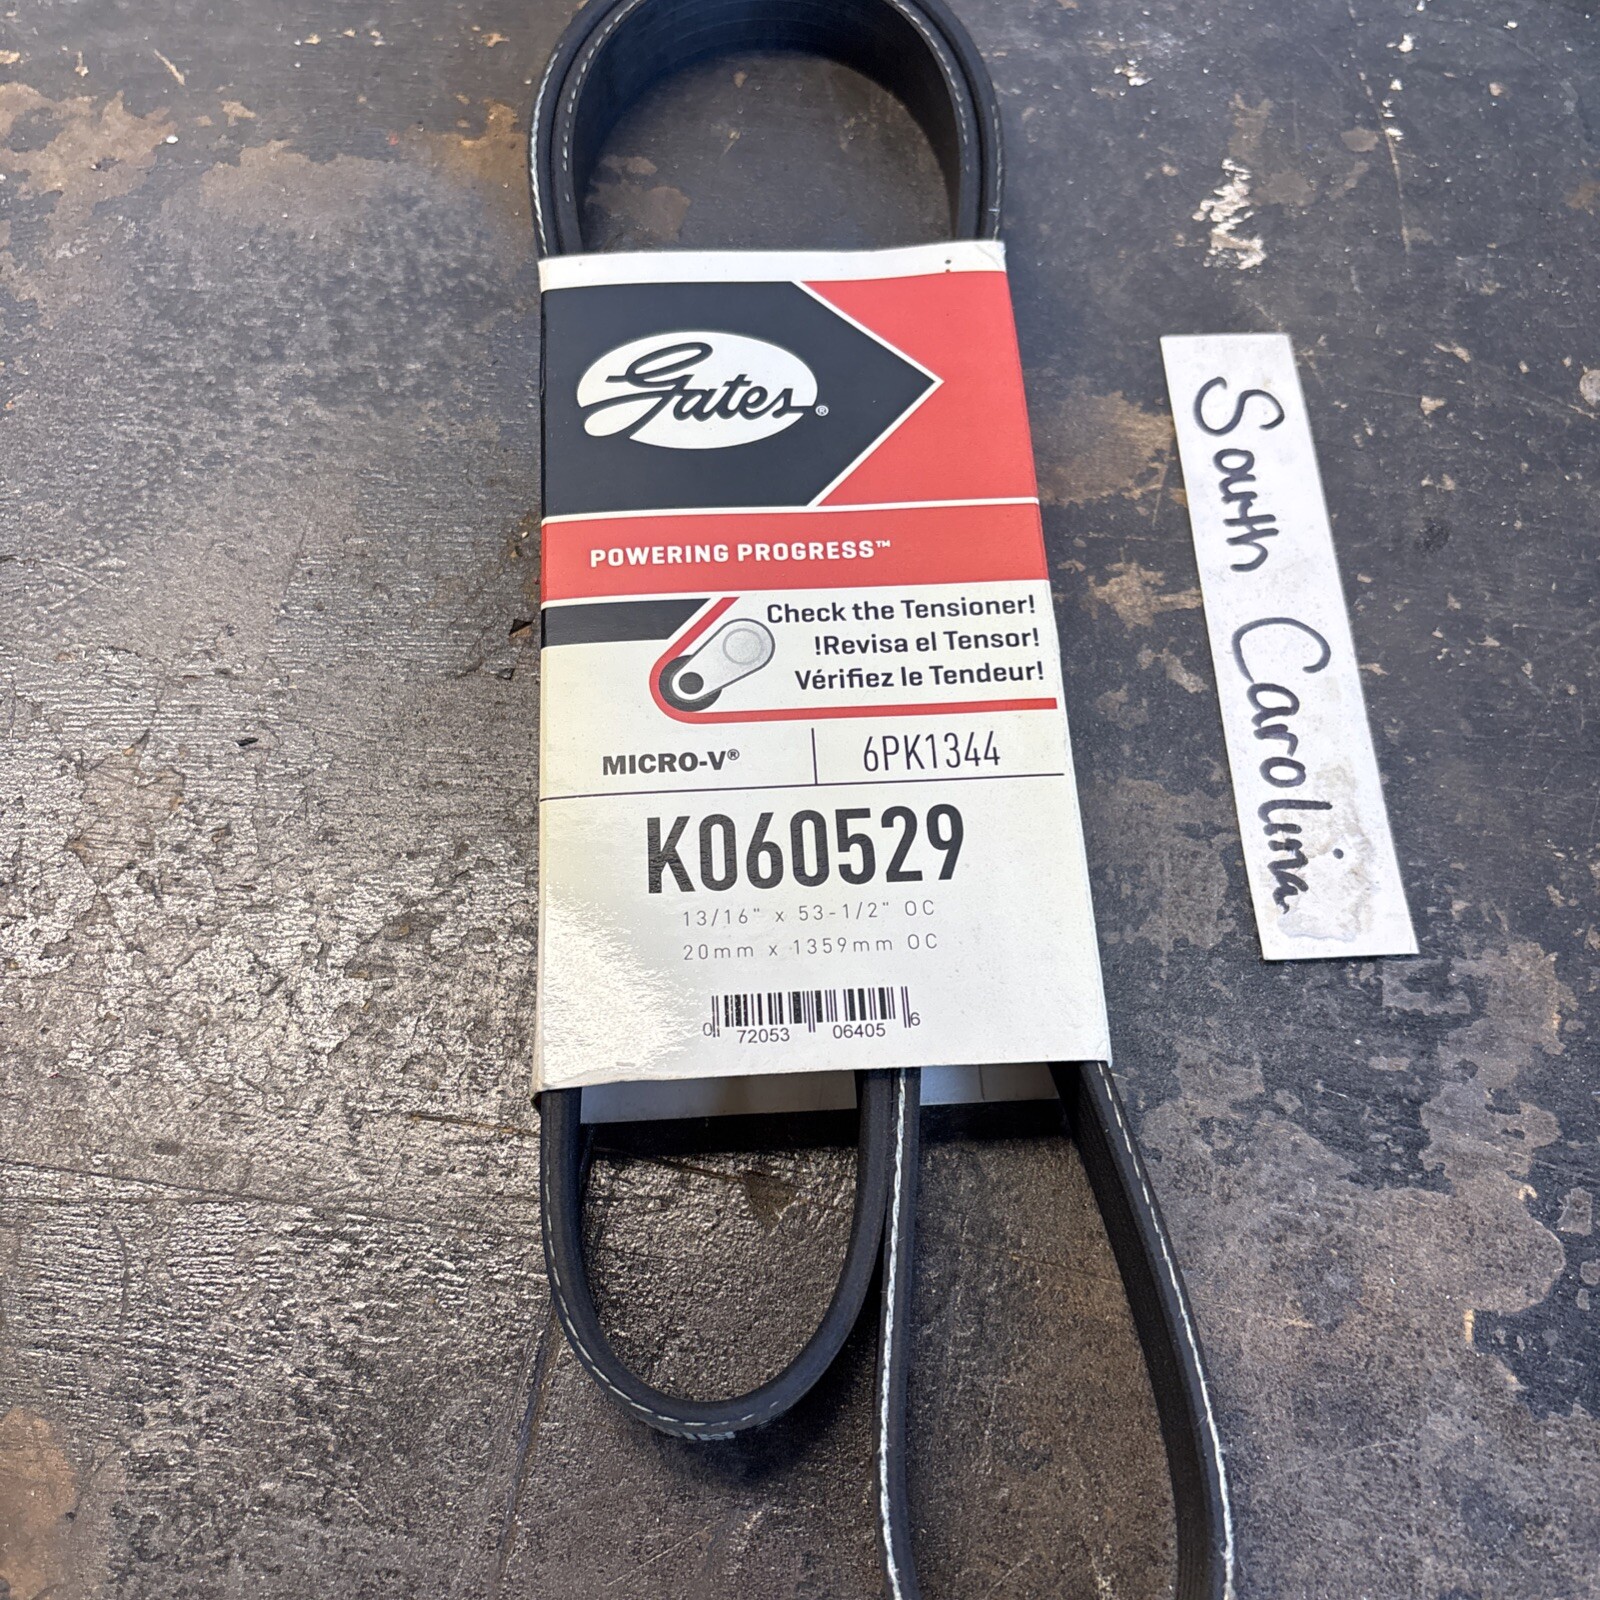 Gates®
POWERING PROGRESS™
Check the Tensioner!
!Revisa el Tensor!
Vérifiez le Tendeur!
MICRO-V® 6PK1344
K060529
13/16" x 53-1/2" OC
20mm x 1359mm OC
0 72053 06405 6
South Carolina